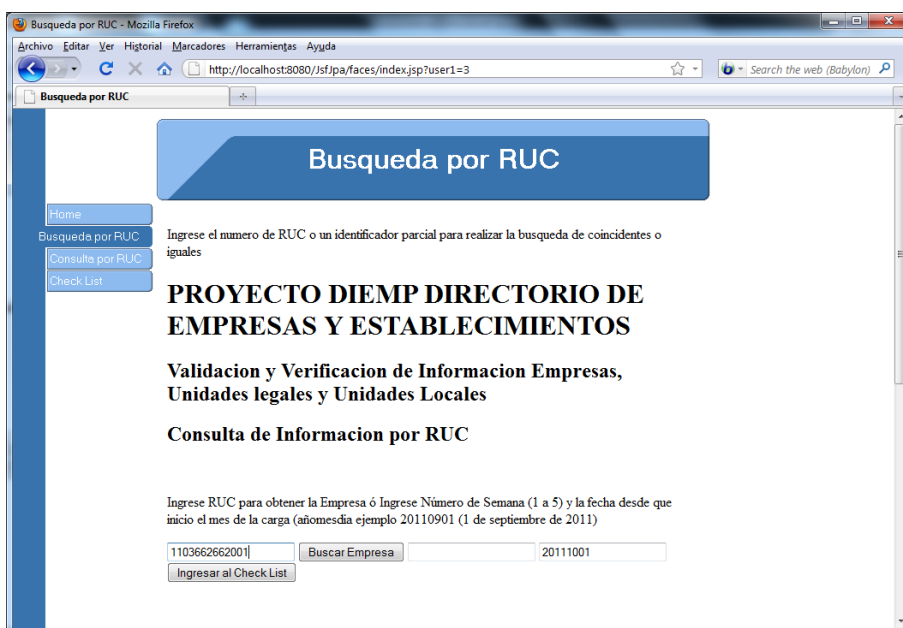 Busqueda por RUC - Mozilla Firefox
Archivo Editar Ver Historial Marcadores Herramientas Ayuda
http://localhost:8080/JsfJpa/faces/index.jsp?user1=3
Search the web (Babylon)
Busqueda por RUC
Busqueda por RUC
Home
Busqueda por RUC
Consulta por RUC
Check List
Ingrese el numero de RUC o un identificador parcial para realizar la busqueda de coincidentes o
iguales
PROYECTO DIEMP DIRECTORIO DE
EMPRESAS Y ESTABLECIMIENTOS
Validacion y Verificacion de Informacion Empresas,
Unidades legales y Unidades Locales
Consulta de Informacion por RUC
Ingrese RUC para obtener la Empresa ó Ingrese Número de Semana (1 a 5) y la fecha desde que
inicio el mes de la carga (añomesdia ejemplo 20110901 (1 de septiembre de 2011)
1103662662001 Buscar Empresa 20111001
Ingresar al Check List